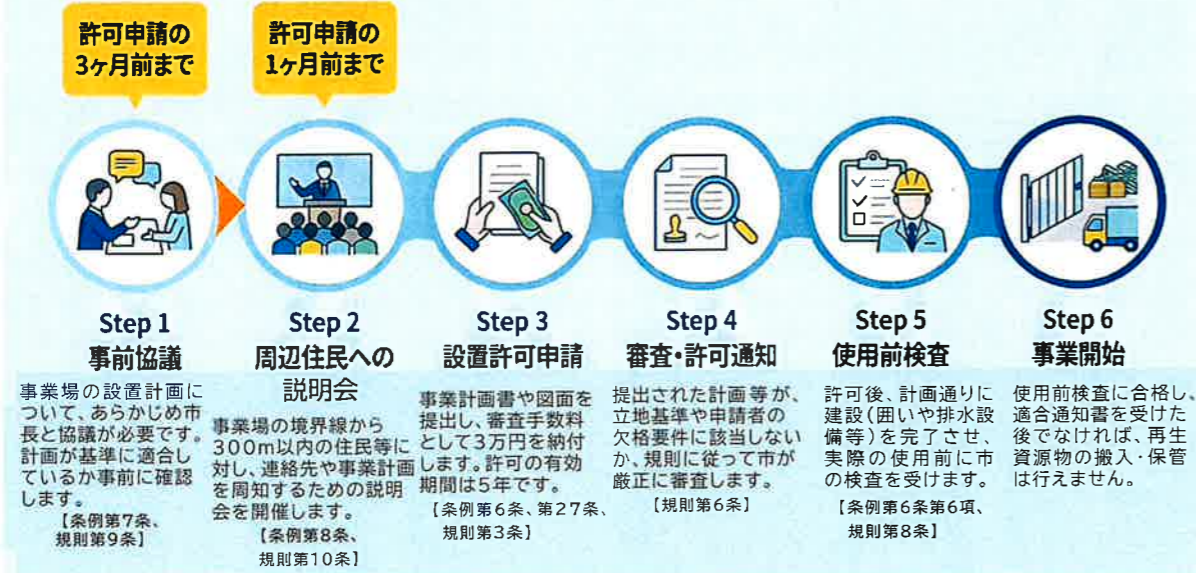 許可申請の
3ヶ月前まで
許可申請の
1ヶ月前まで
Step 1
事前協議
事業場の設置計画に
ついて、あらかじめ市
長と協議が必要です。
計画が基準に適合し
ているか事前に確認
します。
【条例第7条、
規則第9条】
Step 2
周辺住民への
説明会
事業場の境界線から
300m以内の住民等に
対し、連絡先や事業計画
を周知するための説明
会を開催します。
【条例第8条、
規則第10条】
Step 3
設置許可申請
事業計画書や図面を
提出し、審査手数料
として3万円を納付
します。許可の有効
期間は5年です。
【条例第6条、第27条、
規則第3条】
Step 4
審査・許可通知
提出された計画等が、
立地基準や申請者の
欠格要件に該当しない
か、規則に従って市が
厳正に審査します。
【規則第6条】
Step 5
使用前検査
許可後、計画通りに
建設(囲いや排水設
備等)を完了させ、
実際の使用前に市
の検査を受けます。
【条例第6条第6項、
規則第8条】
Step 6
事業開始
使用前検査に合格し、
適合通知書を受けた
後でなければ、再生
資源物の搬入・保管
は行えません。